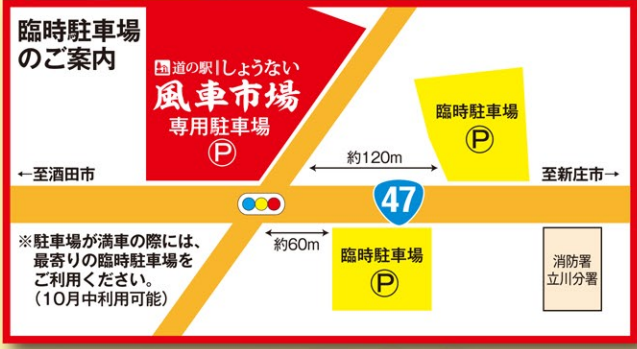 臨時駐車場
のご案内
道の駅 しょうない
風車市場
専用駐車場
P
臨時駐車場
P
約120m
←至酒田市
至新庄市→
47
約60m
臨時駐車場
P
消防署
立川分署
※駐車場が満車の際には、
最寄りの臨時駐車場を
ご利用ください。
(10月中利用可能)